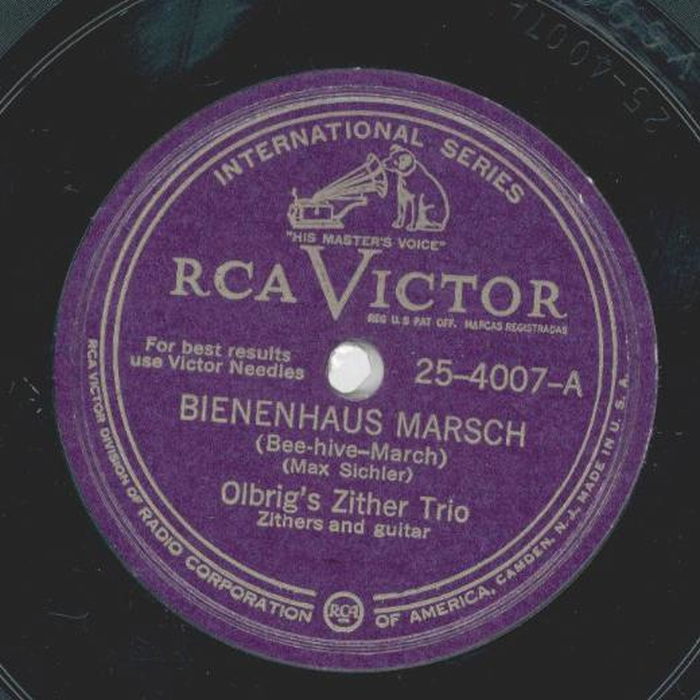 INTERNATIONAL SERIES
"HIS MASTER'S VOICE"
RCA VICTOR
REG. U.S. PAT. OFF. MARCAS REGISTRADAS
For best results
use Victor Needles
25-4007-A
BIENENHAUS MARSCH
(Bee-hive-March)
(Max Sichler)
Olbrig's Zither Trio
Zithers and guitar
RCA VICTOR DIVISION OF RADIO CORPORATION OF AMERICA, CAMDEN, N.J. MADE IN U.S.A.
RCA
25-4007A